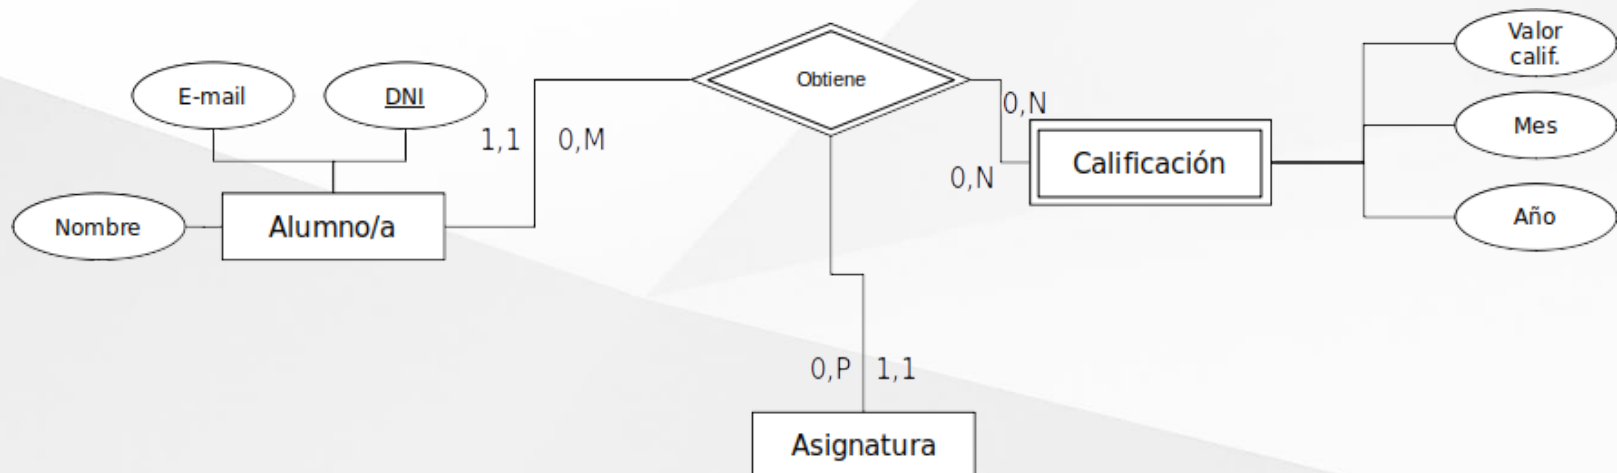 Valor
calif.
E-mail
DNI
Obtiene
0,N
Mes
1,1
0,M
Calificación
0,N
Nombre
Alumno/a
Año
0,P
1,1
Asignatura